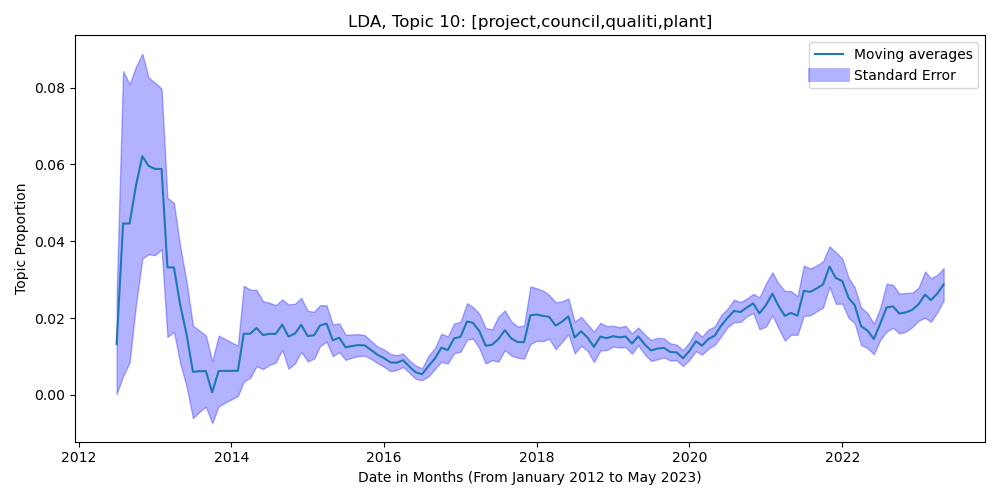 LDA, Topic 10: [project,council,qualiti,plant]
Moving averages
Standard Error
Topic Proportion
0.08
0.06
0.04
0.02
0.00
2012 2014 2016 2018 2020 2022
Date in Months (From January 2012 to May 2023)